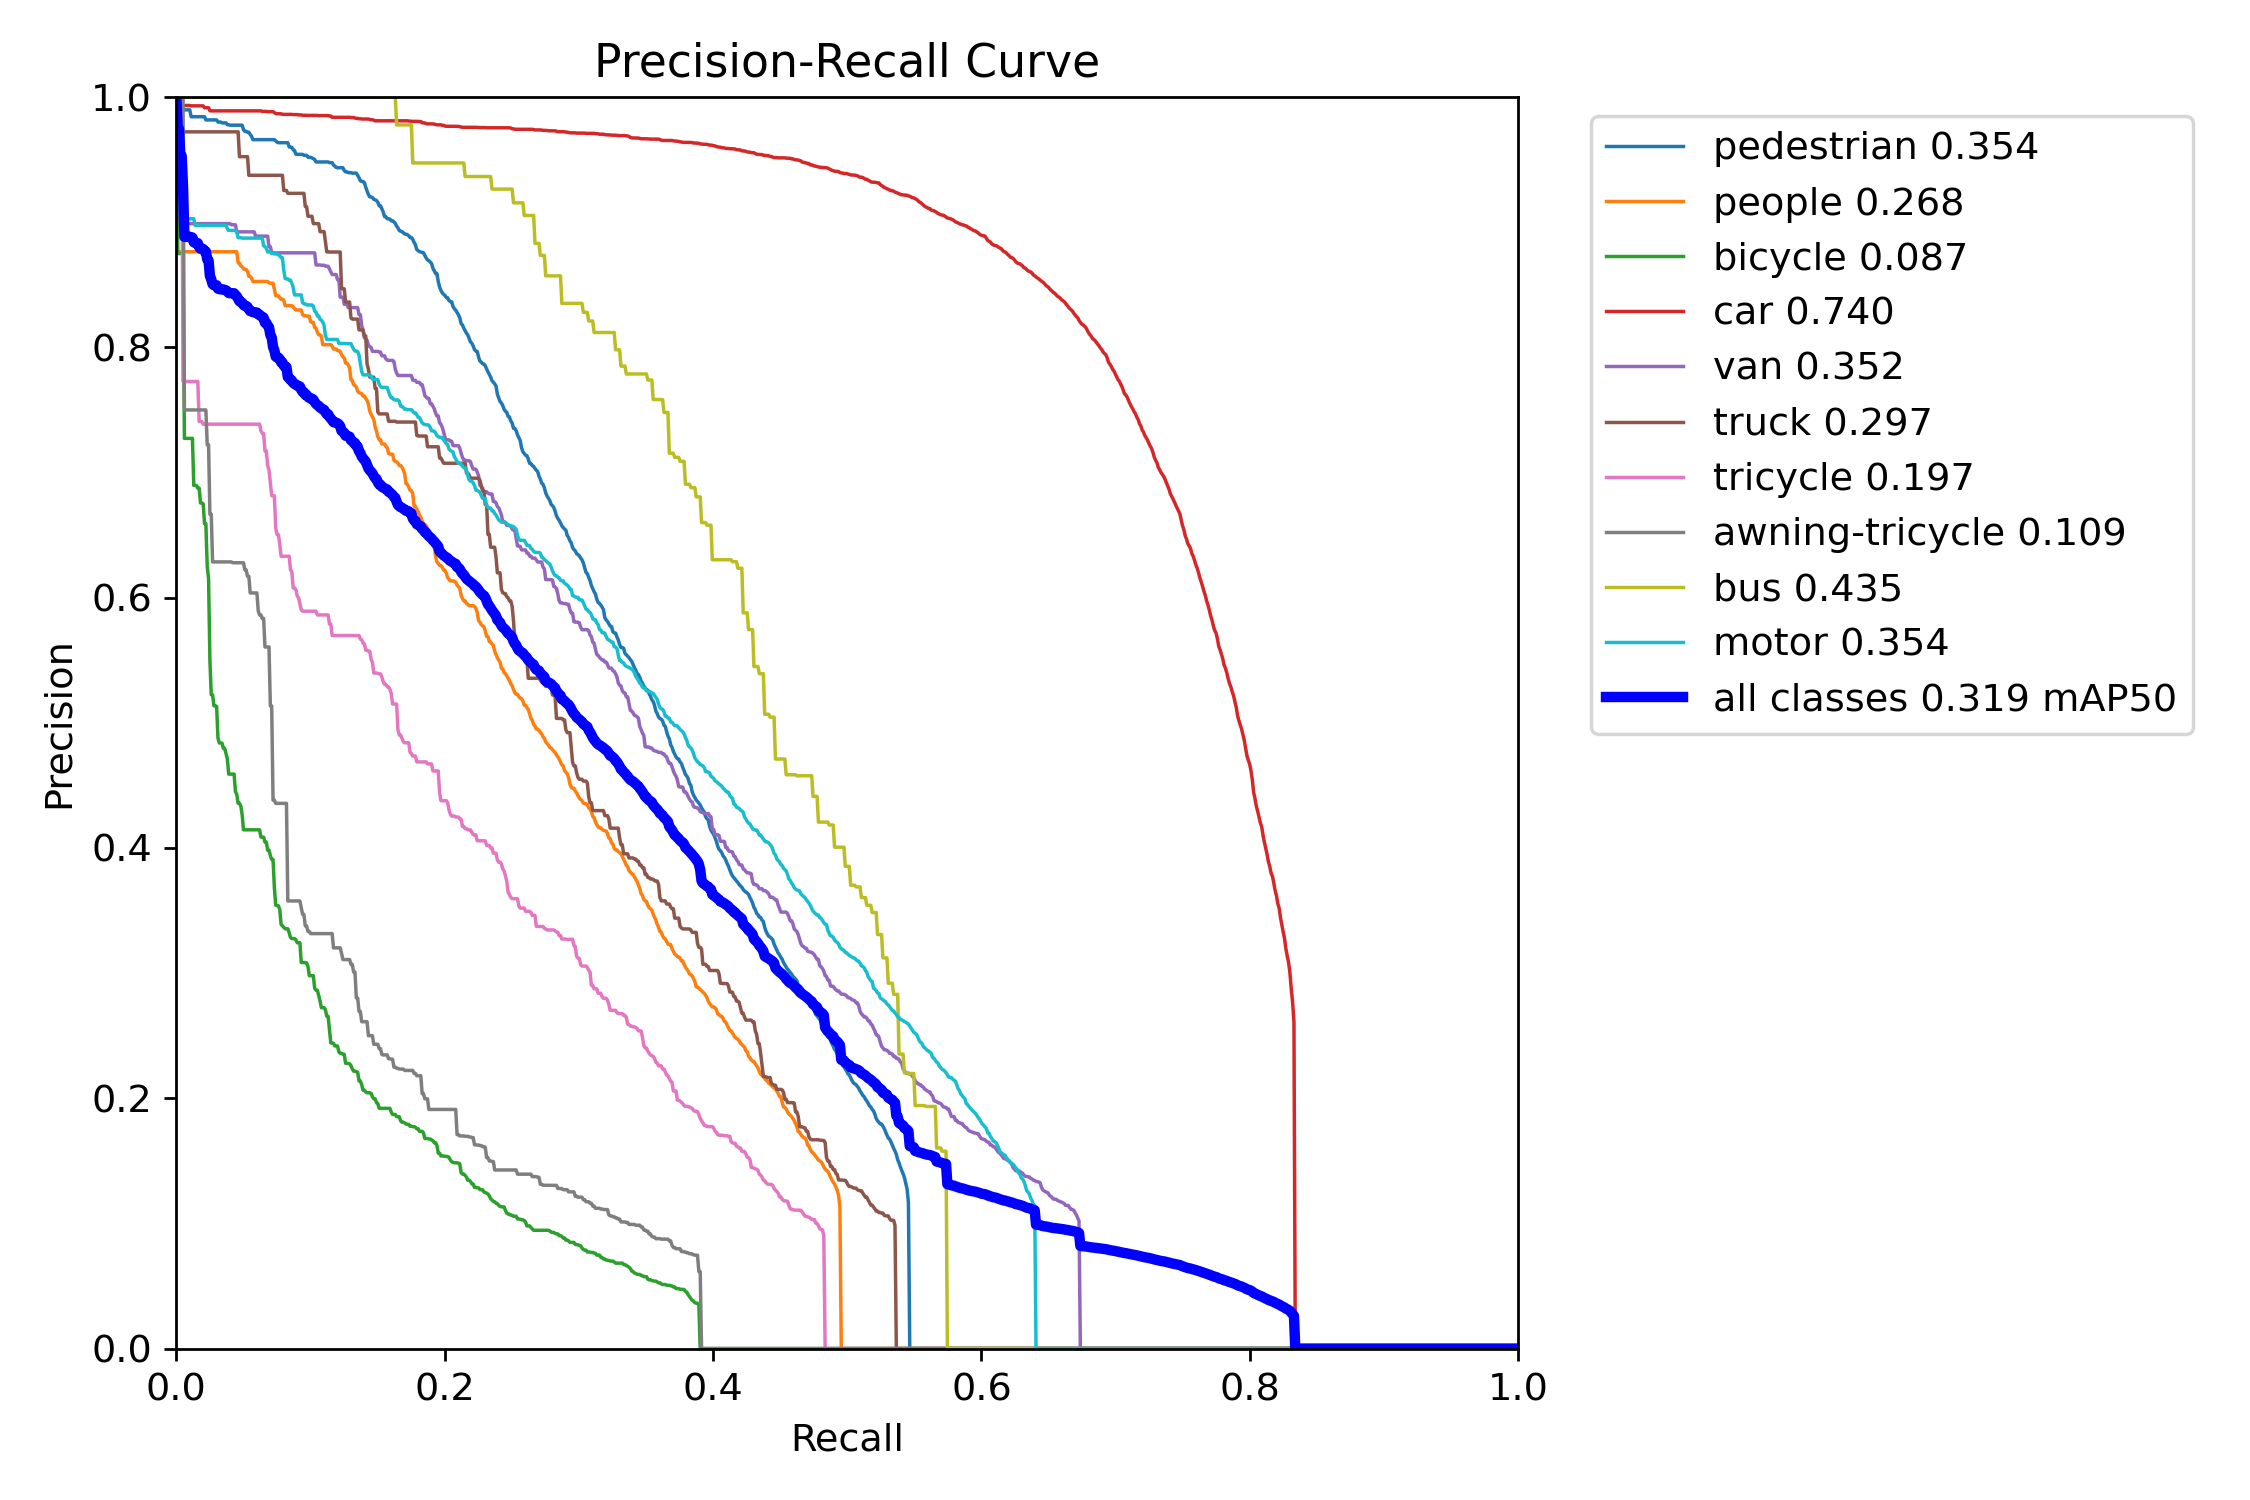 Precision-Recall Curve
1.0
0.8
0.6
0.4
0.2
0.0
Precision
0.0 0.2 0.4 0.6 0.8 1.0
Recall
pedestrian 0.354
people 0.268
bicycle 0.087
car 0.740
van 0.352
truck 0.297
tricycle 0.197
awning-tricycle 0.109
bus 0.435
motor 0.354
all classes 0.319 mAP50